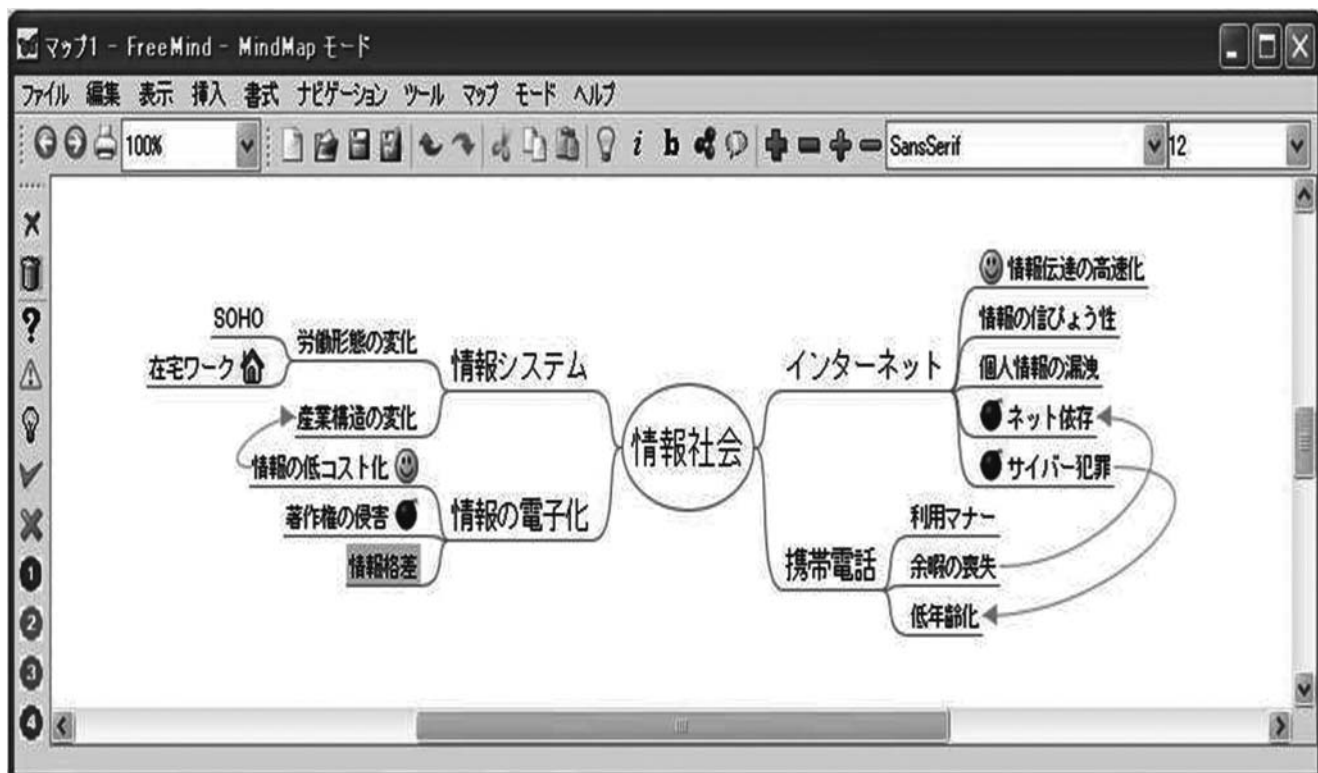 マップ1 - FreeMind - MindMap モード
ファイル 編集 表示 挿入 書式 ナビゲーション ツール マップ モード ヘルプ
100%
i b
SansSerif
12
SOHO
在宅ワーク
労働形態の変化
産業構造の変化
情報システム
情報の低コスト化
著作権の侵害
情報格差
情報の電子化
情報社会
インターネット
情報伝達の高速化
情報の信ぴょう性
個人情報の漏洩
ネット依存
サイバー犯罪
携帯電話
利用マナー
余暇の喪失
低年齢化
?
1
2
3
4